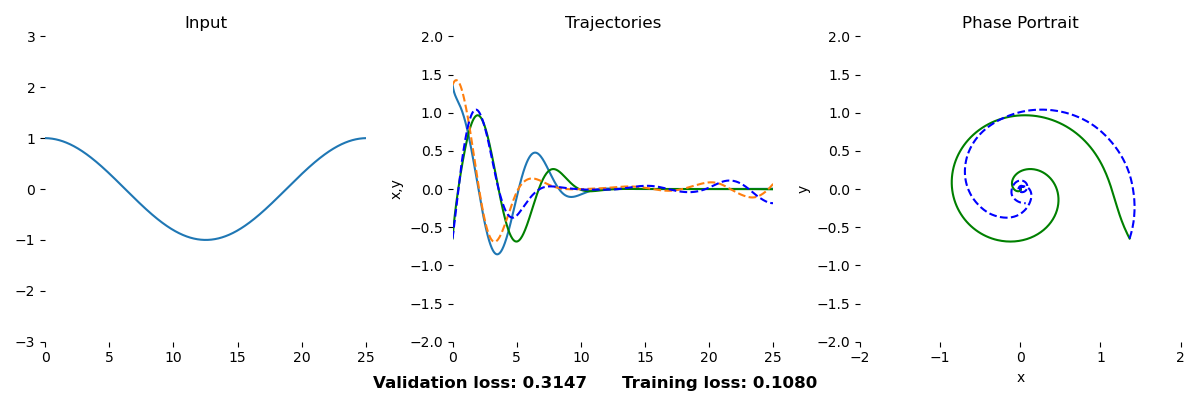 Input
3
2
1
0
−1
−2
−3
0 5 10 15 20 25
Trajectories
x,y
2.0
1.5
1.0
0.5
0.0
−0.5
−1.0
−1.5
−2.0
0 5 10 15 20 25
Phase Portrait
y
2.0
1.5
1.0
0.5
0.0
−0.5
−1.0
−1.5
−2.0
−2 −1 0 1 2
x
Validation loss: 0.3147 Training loss: 0.1080